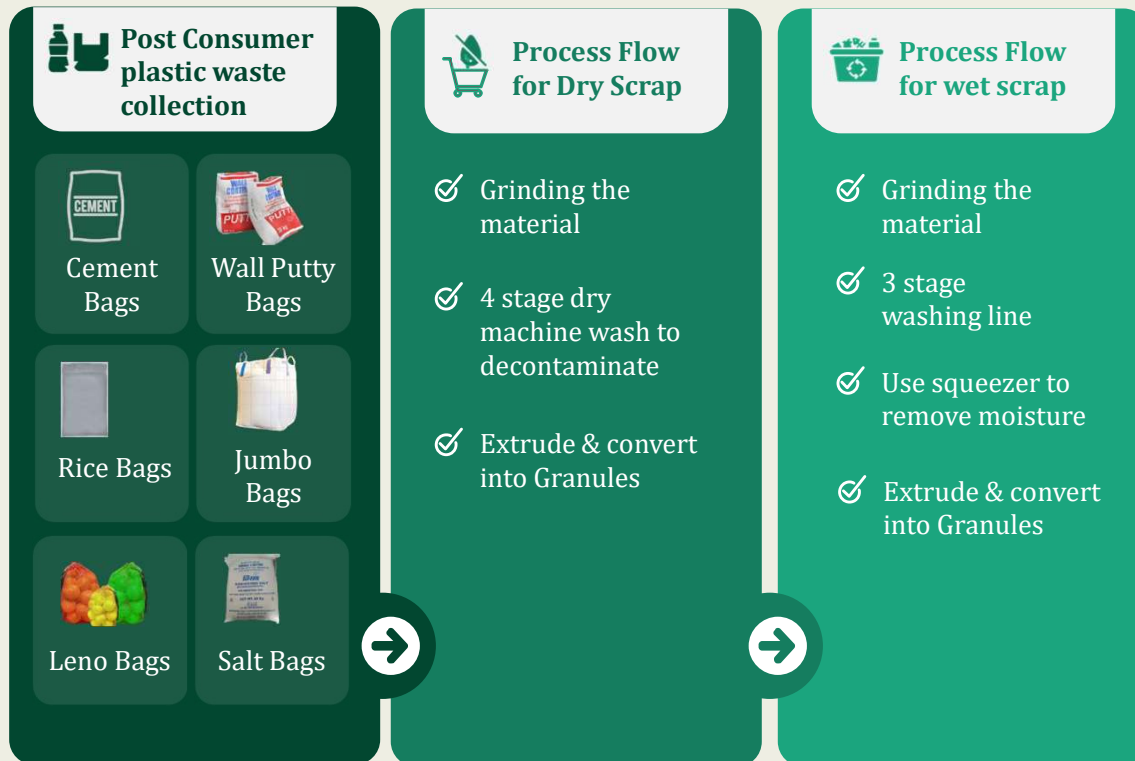 Post Consumer
plastic waste
collection
CEMENT
Cement
Bags
WALL
PUTTY
Wall Putty
Bags
Rice Bags
Jumbo
Bags
Leno Bags
Salt Bags
Process Flow
for Dry Scrap
Grinding the
material
4 stage dry
machine wash to
decontaminate
Extrude & convert
into Granules
Process Flow
for wet scrap
Grinding the
material
3 stage
washing line
Use squeezer to
remove moisture
Extrude & convert
into Granules